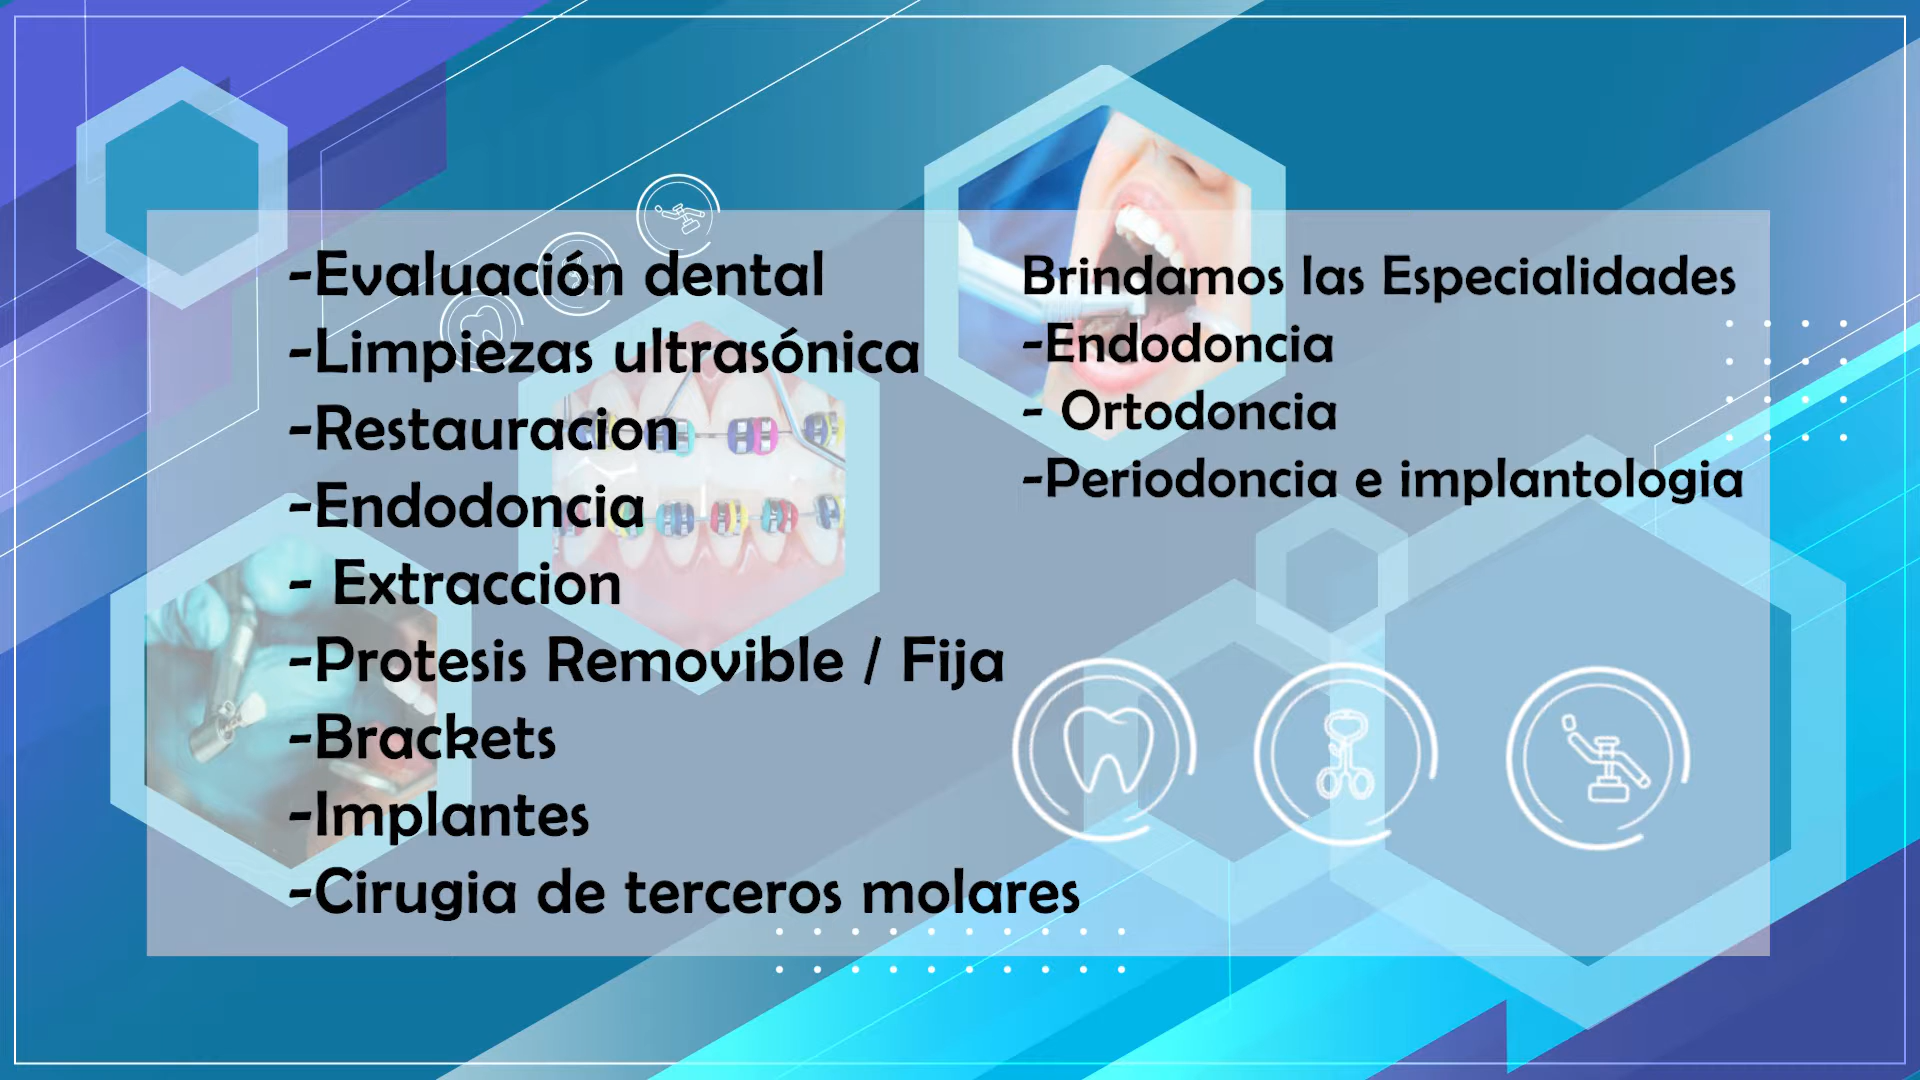 -Evaluación dental
-Limpiezas ultrasónica
-Restauracion
-Endodoncia
- Extraccion
-Protesis Removible / Fija
-Brackets
-Implantes
-Cirugia de terceros molares
Brindamos las Especialidades
-Endodoncia
- Ortodoncia
-Periodoncia e implantologia